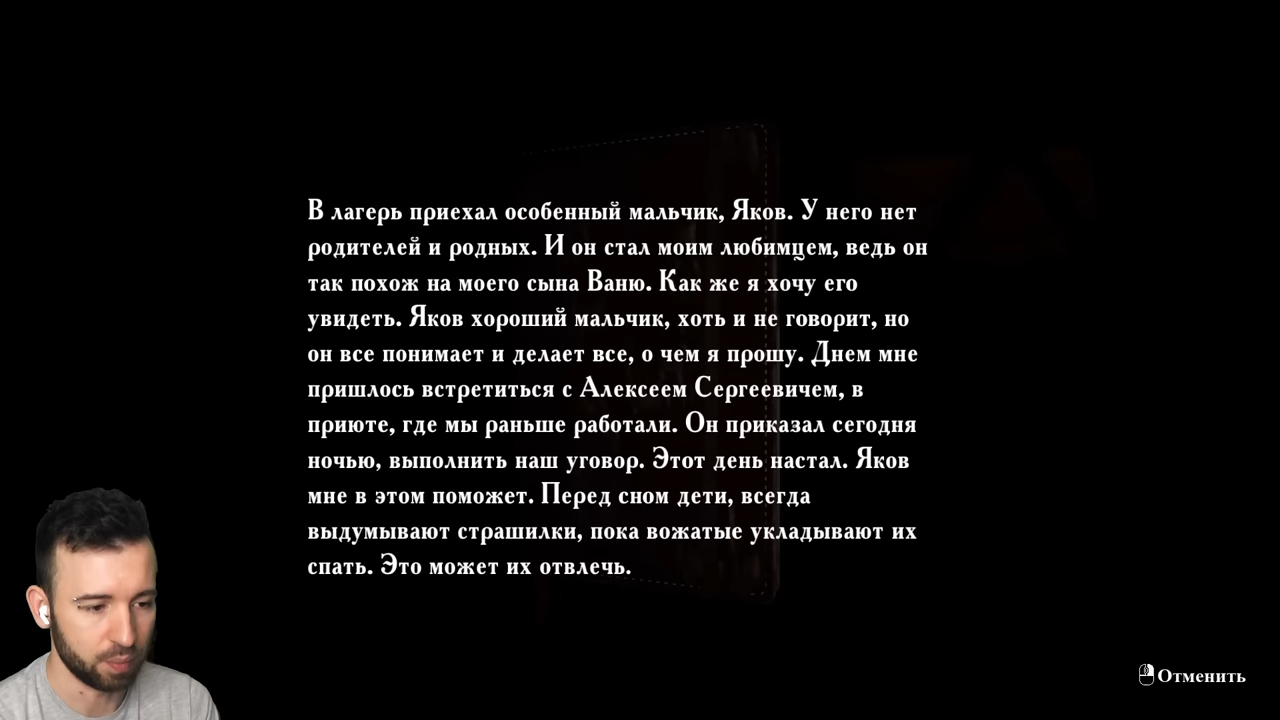 В лагерь приехал особенный мальчик, Яков. У него нет
родителей и родных. И он стал моим любимцем, ведь он
так похож на моего сына Ваню. Как же я хочу его
увидеть. Яков хороший мальчик, хоть и не говорит, но
он все понимает и делает все, о чем я прошу. Днем мне
пришлось встретиться с Алексеем Сергеевичем, в
приюте, где мы раньше работали. Он приказал сегодня
ночью, выполнить наш уговор. Этот день настал. Яков
мне в этом поможет. Перед сном дети, всегда
выдумывают страшилки, пока вожатые укладывают их
спать. Это может их отвлечь.
Отменить